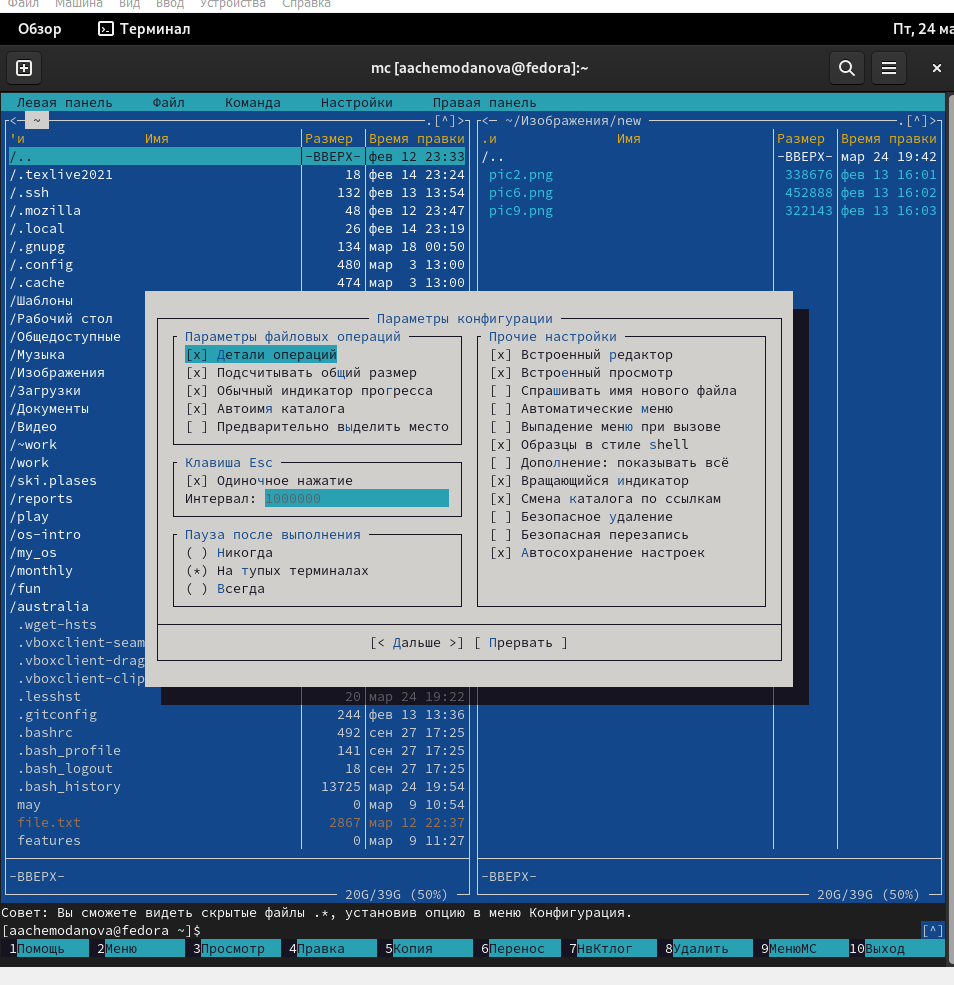 Файл Машина Вид Ввод Устройства Справка
Обзор Терминал Пт, 24 ма
mc [aachemodanova@fedora]:~
Левая панель Файл Команда Настройки Правая панель
<─ ~ .[^]> <─ ~/Изображения/new .[^]>
'и Имя Размер Время правки .и Имя Размер Время правки
/.. -ВВЕРХ- фев 12 23:33 /.. -ВВЕРХ- мар 24 19:42
/.texlive2021 18 фев 14 23:24 pic2.png 338676 фев 13 16:01
/.ssh 132 фев 13 13:54 pic6.png 452888 фев 13 16:02
/.mozilla 48 фев 12 23:47 pic9.png 322143 фев 13 16:03
/.local 26 фев 14 23:19
/.gnupg 134 мар 18 00:50
/.config 480 мар 3 13:00
/.cache 474 мар 3 13:00
/Шаблоны
/Рабочий стол
/Общедоступные
/Музыка
/Изображения
/Загрузки
/Документы
/Видео
/~work
/work
/ski.plases
/reports
/play
/os-intro
/my_os
/monthly
/fun
/australia
.wget-hsts
.vboxclient-seam
.vboxclient-drag
.vboxclient-clip
.lesshst 20 мар 24 19:22
.gitconfig 244 фев 13 13:36
.bashrc 492 сен 27 17:25
.bash_profile 141 сен 27 17:25
.bash_logout 18 сен 27 17:25
.bash_history 13725 мар 24 19:54
may 0 мар 9 10:54
file.txt 2867 мар 12 22:37
features 0 мар 9 11:27
Параметры конфигурации
Параметры файловых операций
[x] Детали операций
[x] Подсчитывать общий размер
[x] Обычный индикатор прогресса
[x] Автоимя каталога
[ ] Предварительно выделить место
Клавиша Esc
[x] Одиночное нажатие
Интервал: 1000000
Пауза после выполнения
( ) Никогда
(*) На тупых терминалах
( ) Всегда
Прочие настройки
[x] Встроенный редактор
[x] Встроенный просмотр
[ ] Спрашивать имя нового файла
[ ] Автоматические меню
[ ] Выпадение меню при вызове
[x] Образцы в стиле shell
[ ] Дополнение: показывать всё
[x] Вращающийся индикатор
[x] Смена каталога по ссылкам
[ ] Безопасное удаление
[ ] Безопасная перезапись
[x] Автосохранение настроек
[< Дальше >] [ Прервать ]
-ВВЕРХ- -ВВЕРХ-
20G/39G (50%) 20G/39G (50%)
Совет: Вы сможете видеть скрытые файлы .*, установив опцию в меню Конфигурация.
[aachemodanova@fedora ~]$ [^]
1Помощь 2Меню 3Просмотр 4Правка 5Копия 6Перенос 7НвКтлог 8Удалить 9МенюМС 10Выход